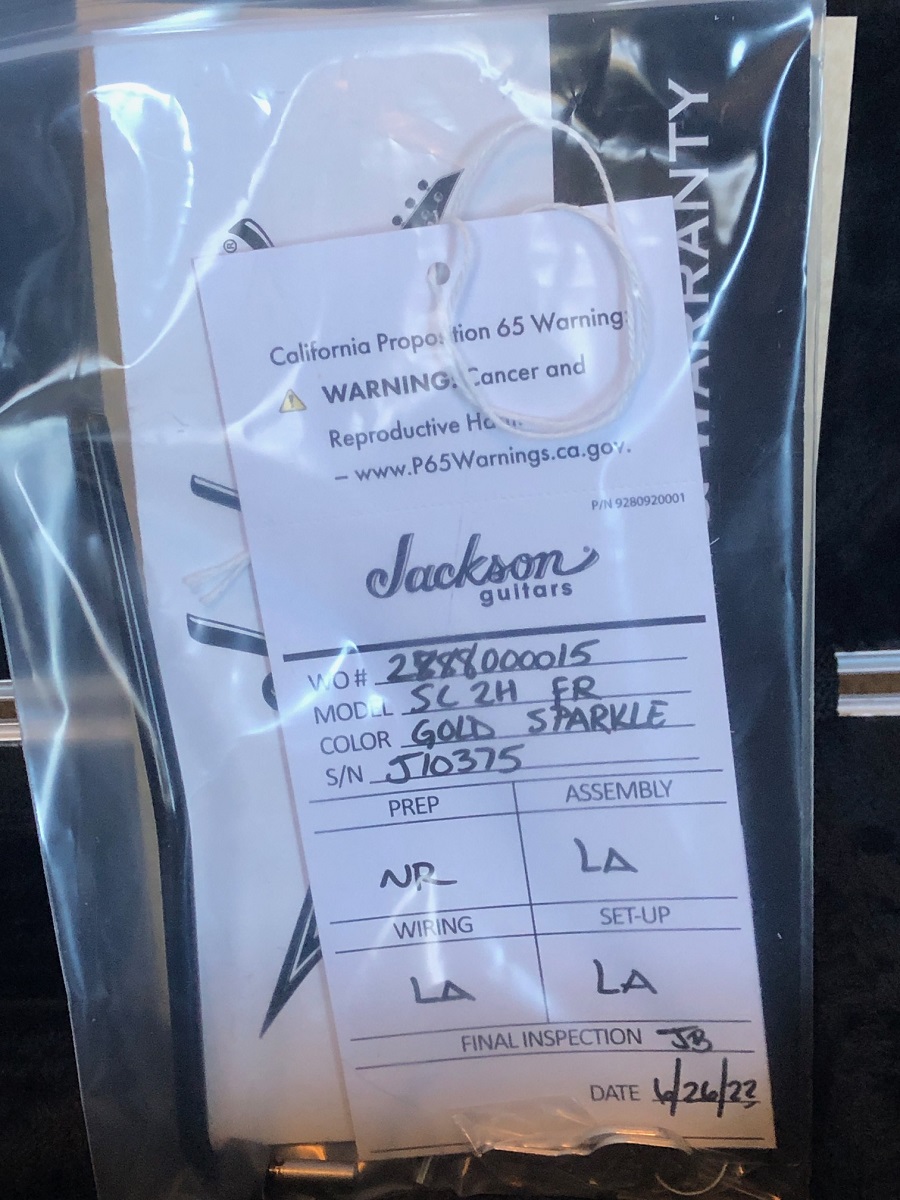 WARRANTY
®
California Proposition 65 Warning:
WARNING: Cancer and
Reproductive Harm
– www.P65Warnings.ca.gov.
P/N 9280920001
Jackson
guitars
WO# 2888000015
MODEL SL 2H FR
COLOR GOLD SPARKLE
S/N J10375
PREP ASSEMBLY
NR LA
WIRING SET-UP
LA LA
FINAL INSPECTION JB
DATE 6/26/23